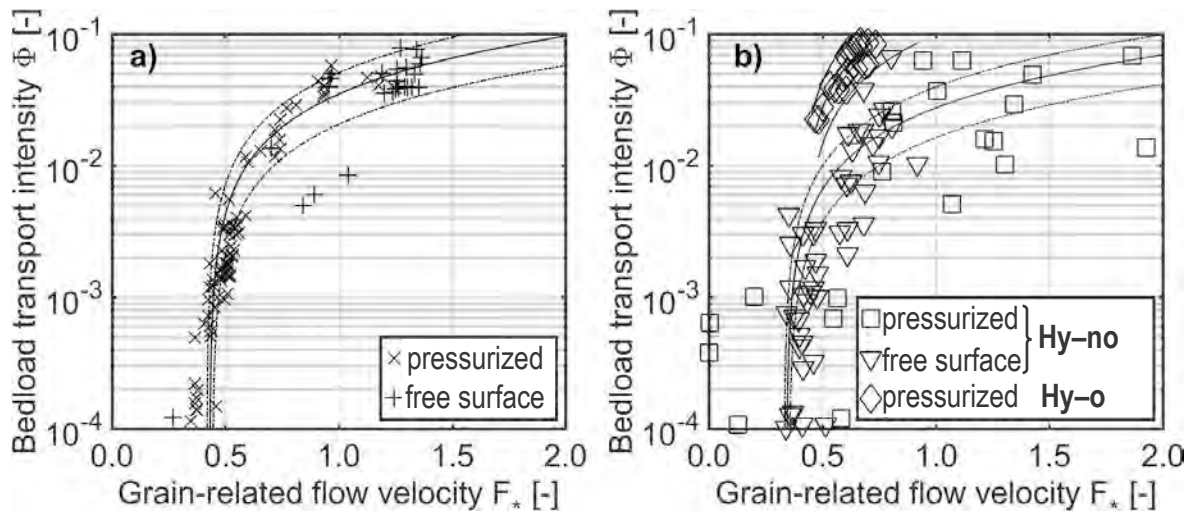 Bedload transport intensity Φ [-]
10⁻¹
10⁻²
10⁻³
10⁻⁴
a)
pressurized
free surface
0.0 0.5 1.0 1.5 2.0
Grain-related flow velocity F* [-]
Bedload transport intensity Φ [-]
10⁻¹
10⁻²
10⁻³
10⁻⁴
b)
pressurized
free surface
Hy–no
pressurized Hy–o
0.0 0.5 1.0 1.5 2.0
Grain-related flow velocity F* [-]